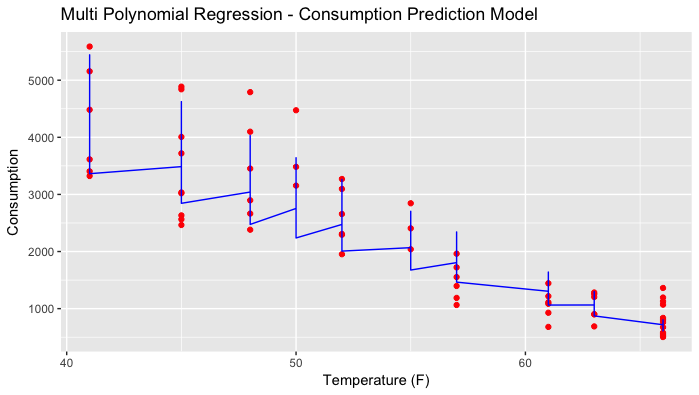 Multi Polynomial Regression - Consumption Prediction Model
Consumption
5000
4000
3000
2000
1000
40 50 60
Temperature (F)